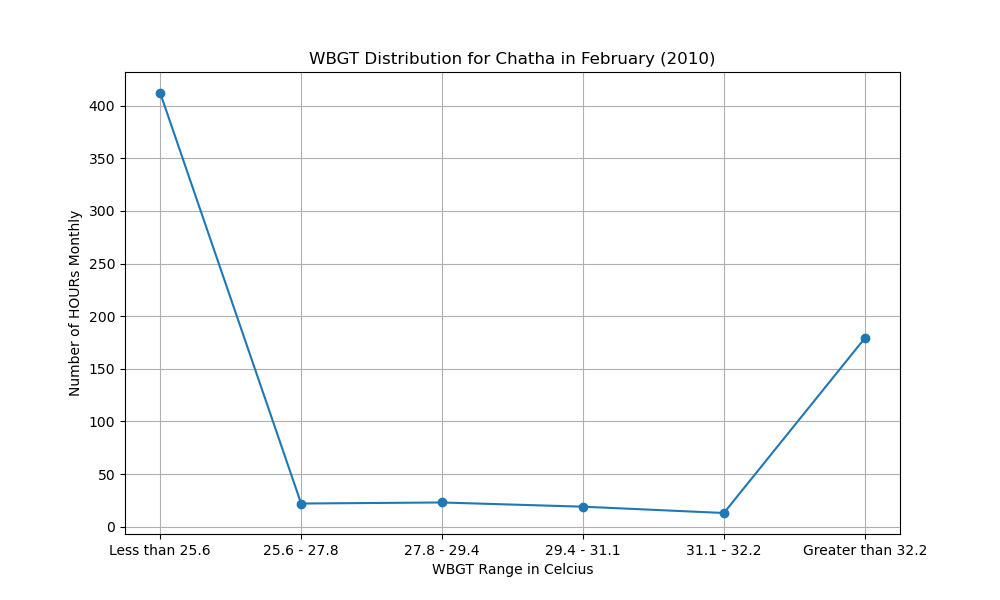 WBGT Distribution for Chatha in February (2010)
Number of HOURs Monthly
400
350
300
250
200
150
100
50
0
Less than 25.6 25.6 - 27.8 27.8 - 29.4 29.4 - 31.1 31.1 - 32.2 Greater than 32.2
WBGT Range in Celcius